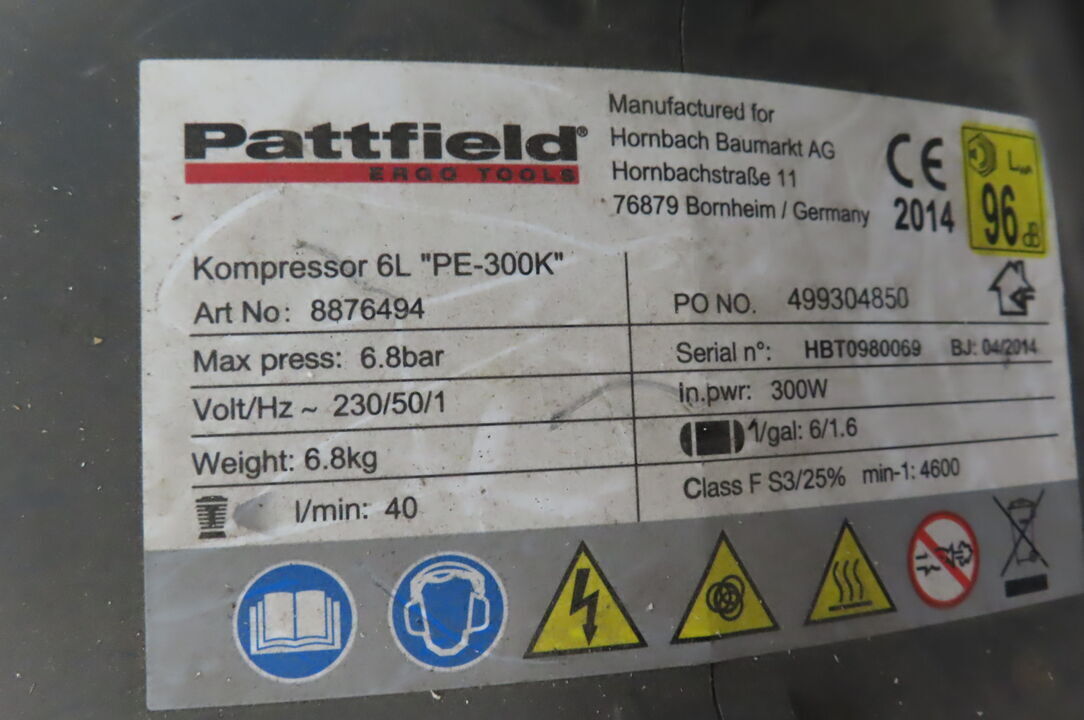 Pattfield®
ERGO TOOLS
Manufactured for
Hornbach Baumarkt AG
Hornbachstraße 11
76879 Bornheim / Germany
CE
2014
LWA
96
dB
Kompressor 6L "PE-300K"
Art No: 8876494
PO NO. 499304850
Max press: 6.8bar
Serial n°: HBT0980069 BJ: 04/2014
Volt/Hz ~ 230/50/1
in.pwr: 300W
Weight: 6.8kg
1/gal: 6/1.6
l/min: 40
Class F S3/25% min-1: 4600